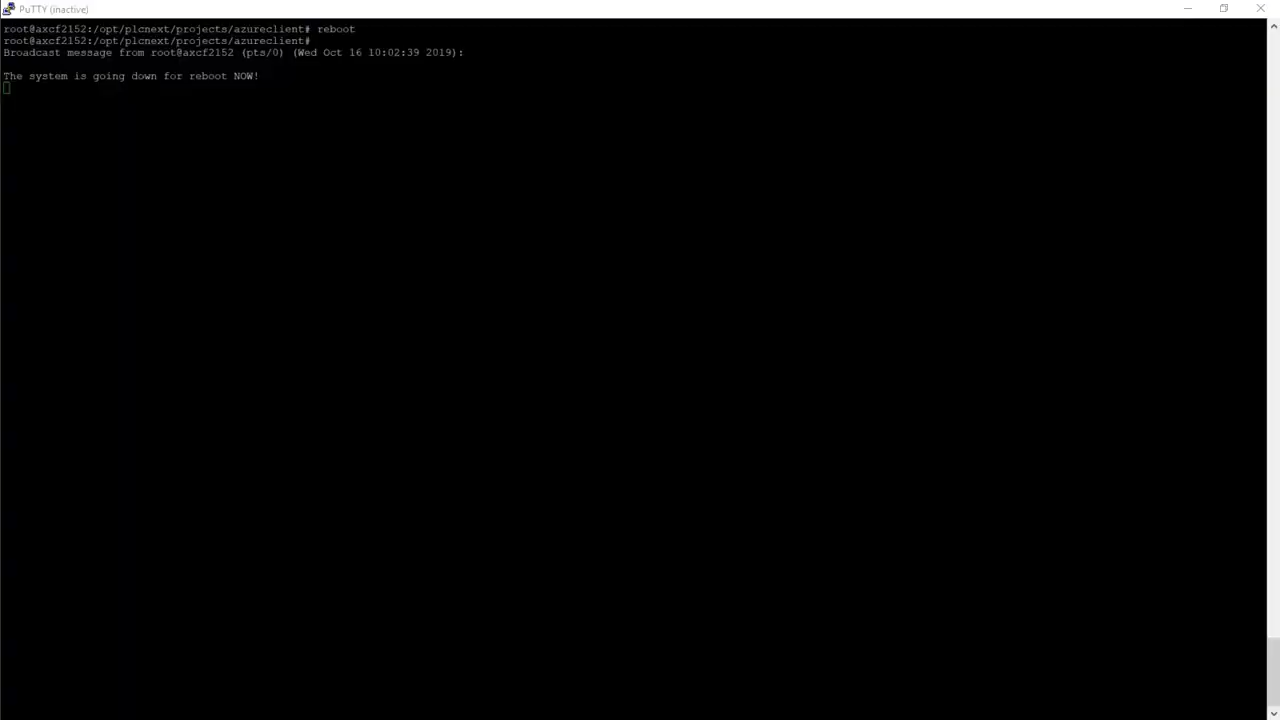 PuTTY (inactive)
root@axcf2152:/opt/plcnext/projects/azureclient# reboot
root@axcf2152:/opt/plcnext/projects/azureclient#
Broadcast message from root@axcf2152 (pts/0) (Wed Oct 16 10:02:39 2019):
The system is going down for reboot NOW!